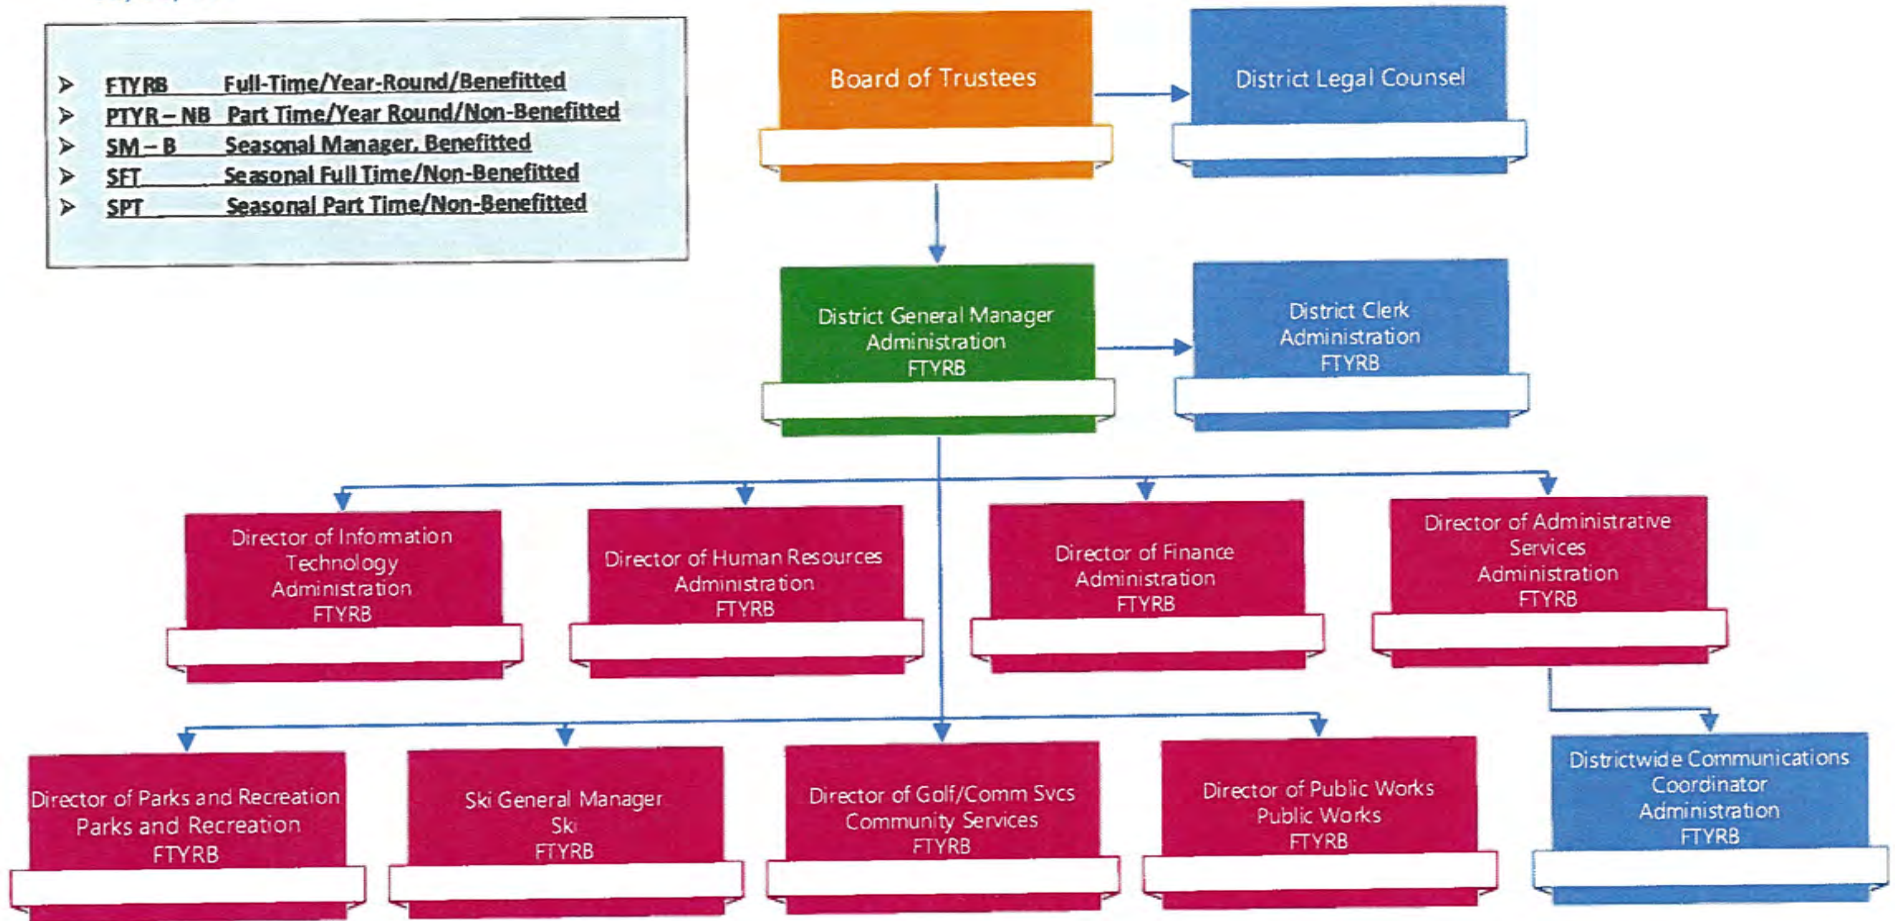 ➢ FTYRB Full-Time/Year-Round/Benefitted
➢ PTYR – NB Part Time/Year Round/Non-Benefitted
➢ SM – B Seasonal Manager, Benefitted
➢ SFT Seasonal Full Time/Non-Benefitted
➢ SPT Seasonal Part Time/Non-Benefitted
Board of Trustees
District Legal Counsel
District General Manager
Administration
FTYRB
District Clerk
Administration
FTYRB
Director of Information
Technology
Administration
FTYRB
Director of Human Resources
Administration
FTYRB
Director of Finance
Administration
FTYRB
Director of Administrative
Services
Administration
FTYRB
Director of Parks and Recreation
Parks and Recreation
FTYRB
Ski General Manager
Ski
FTYRB
Director of Golf/Comm Svcs
Community Services
FTYRB
Director of Public Works
Public Works
FTYRB
Districtwide Communications
Coordinator
Administration
FTYRB